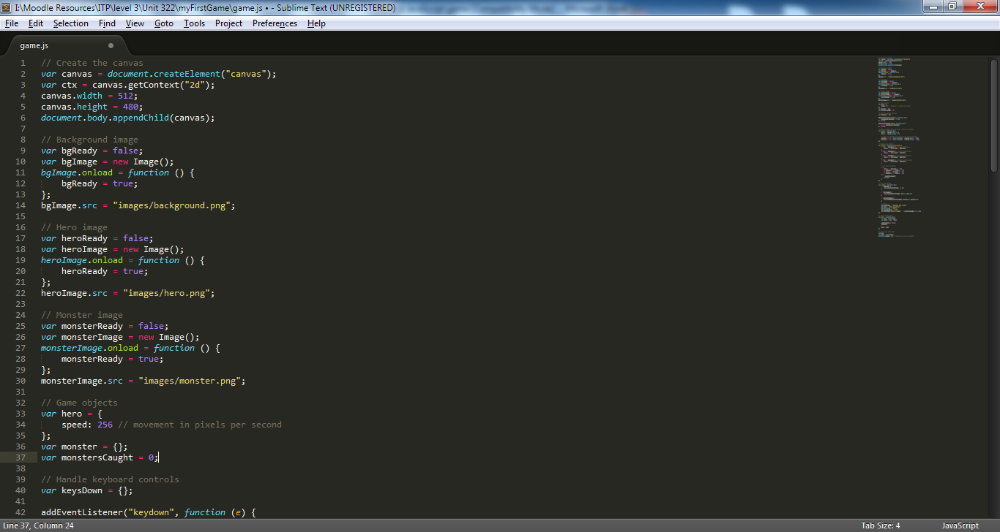 I:\Moodle Resources\ITP\level 3\Unit 322\myFirstGame\game.js • - Sublime Text (UNREGISTERED)
File Edit Selection Find View Goto Tools Project Preferences Help
game.js
1 // Create the canvas
2 var canvas = document.createElement("canvas");
3 var ctx = canvas.getContext("2d");
4 canvas.width = 512;
5 canvas.height = 480;
6 document.body.appendChild(canvas);
7
8 // Background image
9 var bgReady = false;
10 var bgImage = new Image();
11 bgImage.onload = function () {
12     bgReady = true;
13 };
14 bgImage.src = "images/background.png";
15
16 // Hero image
17 var heroReady = false;
18 var heroImage = new Image();
19 heroImage.onload = function () {
20     heroReady = true;
21 };
22 heroImage.src = "images/hero.png";
23
24 // Monster image
25 var monsterReady = false;
26 var monsterImage = new Image();
27 monsterImage.onload = function () {
28     monsterReady = true;
29 };
30 monsterImage.src = "images/monster.png";
31
32 // Game objects
33 var hero = {
34     speed: 256 // movement in pixels per second
35 };
36 var monster = {};
37 var monstersCaught = 0;
38
39 // Handle keyboard controls
40 var keysDown = {};
41
42 addEventListener("keydown", function (e) {
Line 37, Column 24 Tab Size: 4 JavaScript